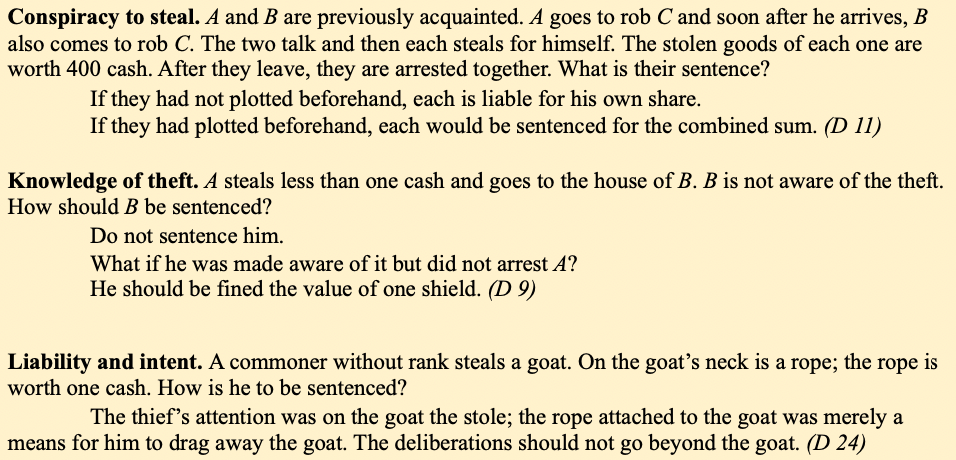 Conspiracy to steal. A and B are previously acquainted. A goes to rob C and soon after he arrives, B
also comes to rob C. The two talk and then each steals for himself. The stolen goods of each one are
worth 400 cash. After they leave, they are arrested together. What is their sentence?
If they had not plotted beforehand, each is liable for his own share.
If they had plotted beforehand, each would be sentenced for the combined sum. (D 11)
Knowledge of theft. A steals less than one cash and goes to the house of B. B is not aware of the theft.
How should B be sentenced?
Do not sentence him.
What if he was made aware of it but did not arrest A?
He should be fined the value of one shield. (D 9)
Liability and intent. A commoner without rank steals a goat. On the goat’s neck is a rope; the rope is
worth one cash. How is he to be sentenced?
The thief’s attention was on the goat the stole; the rope attached to the goat was merely a
means for him to drag away the goat. The deliberations should not go beyond the goat. (D 24)